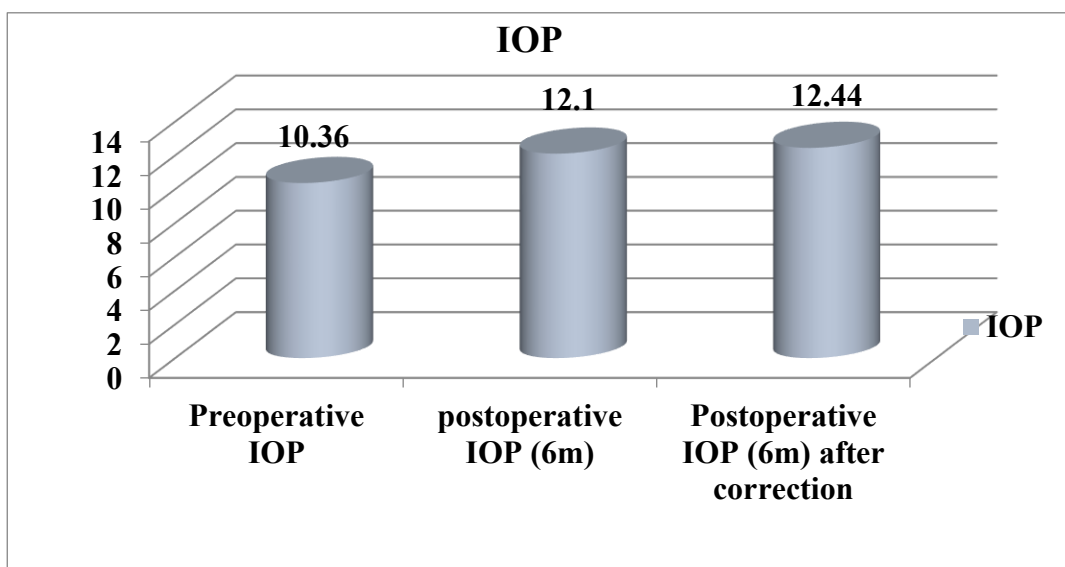 IOP
10.36
12.1
12.44
14
12
10
8
6
4
2
0
IOP
Preoperative
IOP
postoperative
IOP (6m)
Postoperative
IOP (6m) after
correction